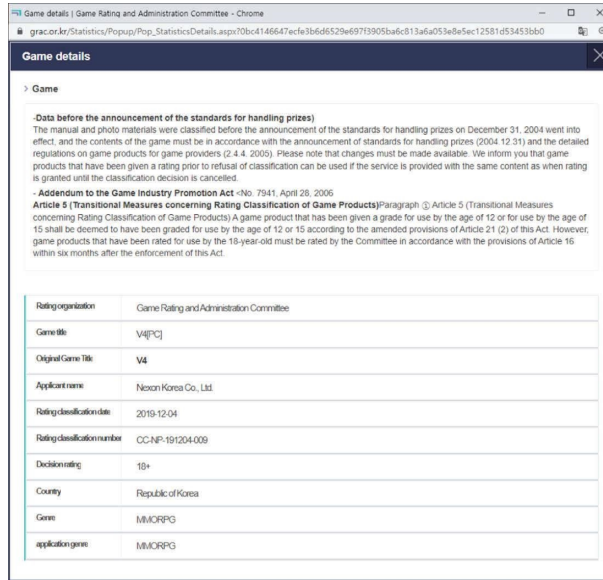 Game details | Game Rating and Administration Committee - Chrome
grac.or.kr/Statistics/Popup/Pop_StatisticsDetails.aspx?0bc4146647ecfe3b6d6529e697f3905ba6c813a6a053e8e5ec12581d53453bb0
Game details
> Game
-Data before the announcement of the standards for handling prizes)
The manual and photo materials were classified before the announcement of the standards for handling prizes on December 31, 2004 went into
effect, and the contents of the game must be in accordance with the announcement of standards for handling prizes (2004.12.31) and the detailed
regulations on game products for game providers (2.4.4. 2005). Please note that changes must be made available. We inform you that game
products that have been given a rating prior to refusal of classification can be used if the service is provided with the same content as when rating
is granted until the classification decision is cancelled.
- Addendum to the Game Industry Promotion Act <No. 7941, April 28, 2006
Article 5 (Transitional Measures concerning Rating Classification of Game Products)Paragraph ① Article 5 (Transitional Measures
concerning Rating Classification of Game Products) A game product that has been given a grade for use by the age of 12 or for use by the age of
15 shall be deemed to have been graded for use by the age of 12 or 15 according to the amended provisions of Article 21 (2) of this Act. However,
game products that have been rated for use by the 18-year-old must be rated by the Committee in accordance with the provisions of Article 16
within six months after the enforcement of this Act.
Rating organization Game Rating and Administration Committee
Game title V4[PC]
Original Game Title V4
Applicant name Nexon Korea Co., Ltd.
Rating classification date 2019-12-04
Rating classification number CC-NP-191204-009
Decision rating 18+
Country Republic of Korea
Genre MMORPG
application genre MMORPG